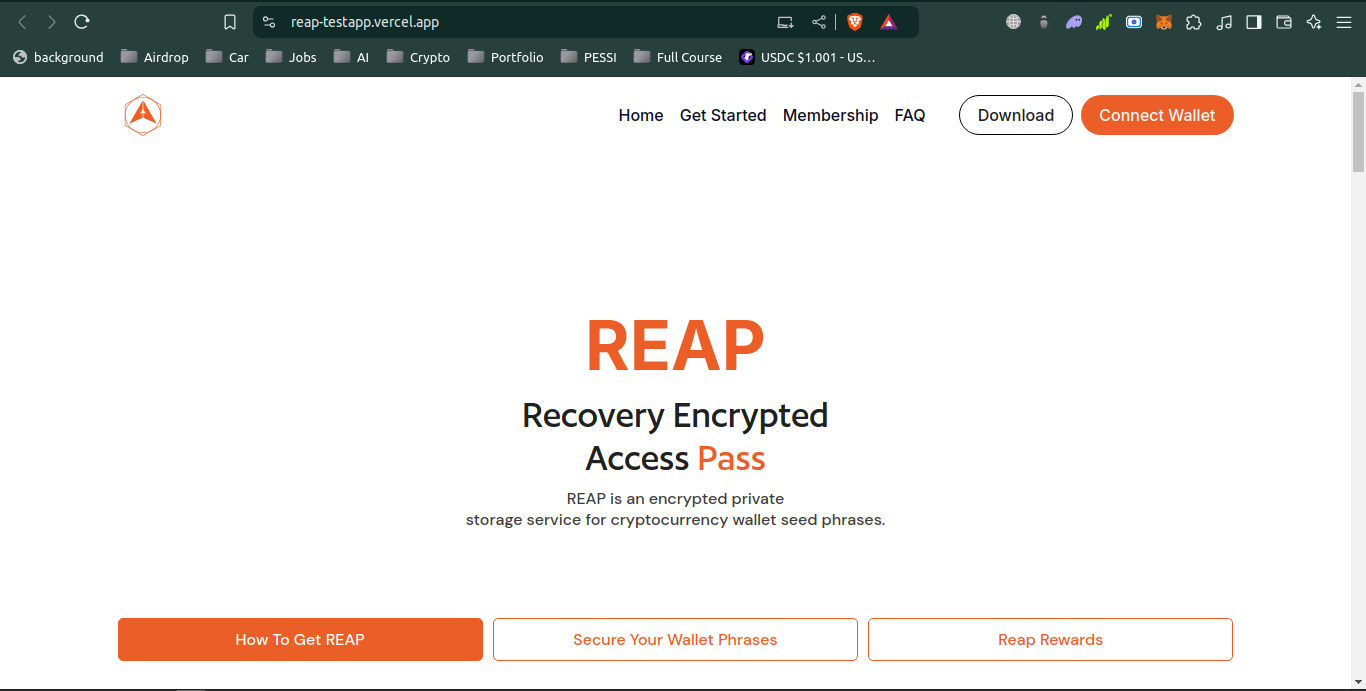 reap-testapp.vercel.app
background Airdrop Car Jobs AI Crypto Portfolio PESSI Full Course USDC $1.001 - US…
Home Get Started Membership FAQ Download Connect Wallet
REAP
Recovery Encrypted
Access Pass
REAP is an encrypted private
storage service for cryptocurrency wallet seed phrases.
How To Get REAP Secure Your Wallet Phrases Reap Rewards